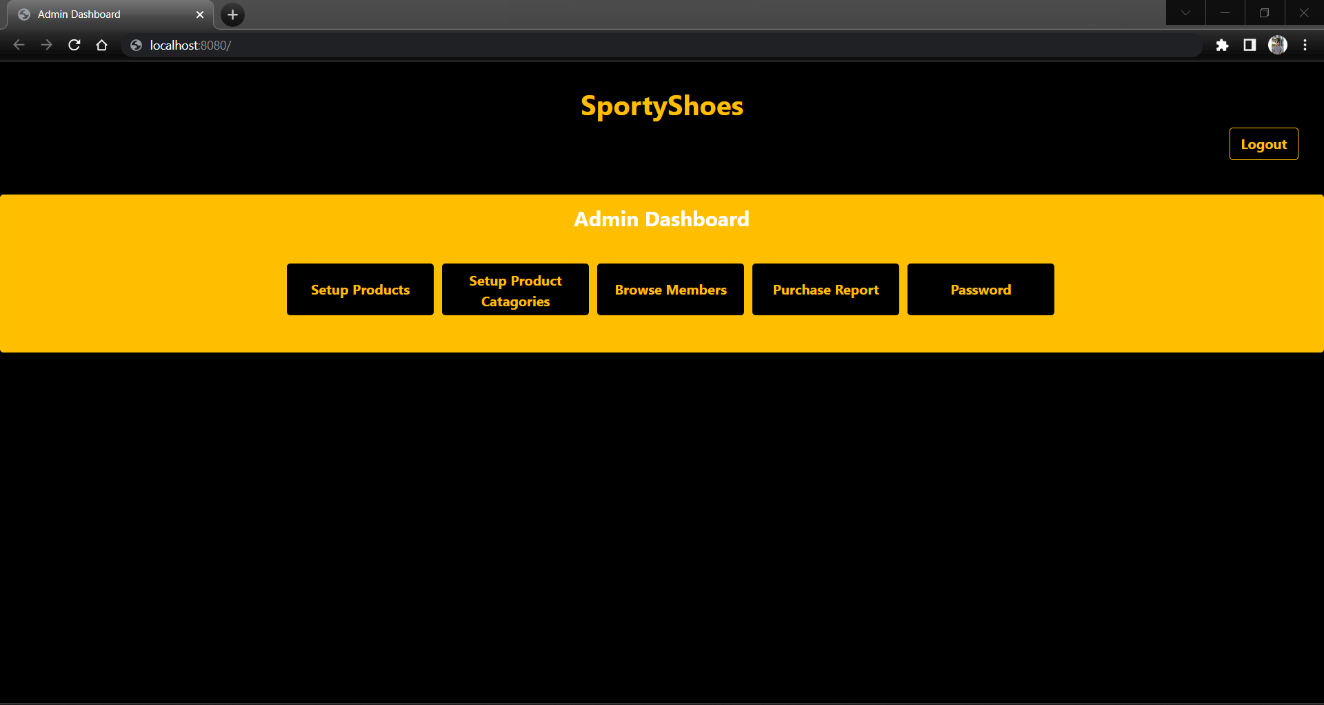 Admin Dashboard
localhost:8080/
SportyShoes
Logout
Admin Dashboard
Setup Products
Setup Product
Catagories
Browse Members
Purchase Report
Password